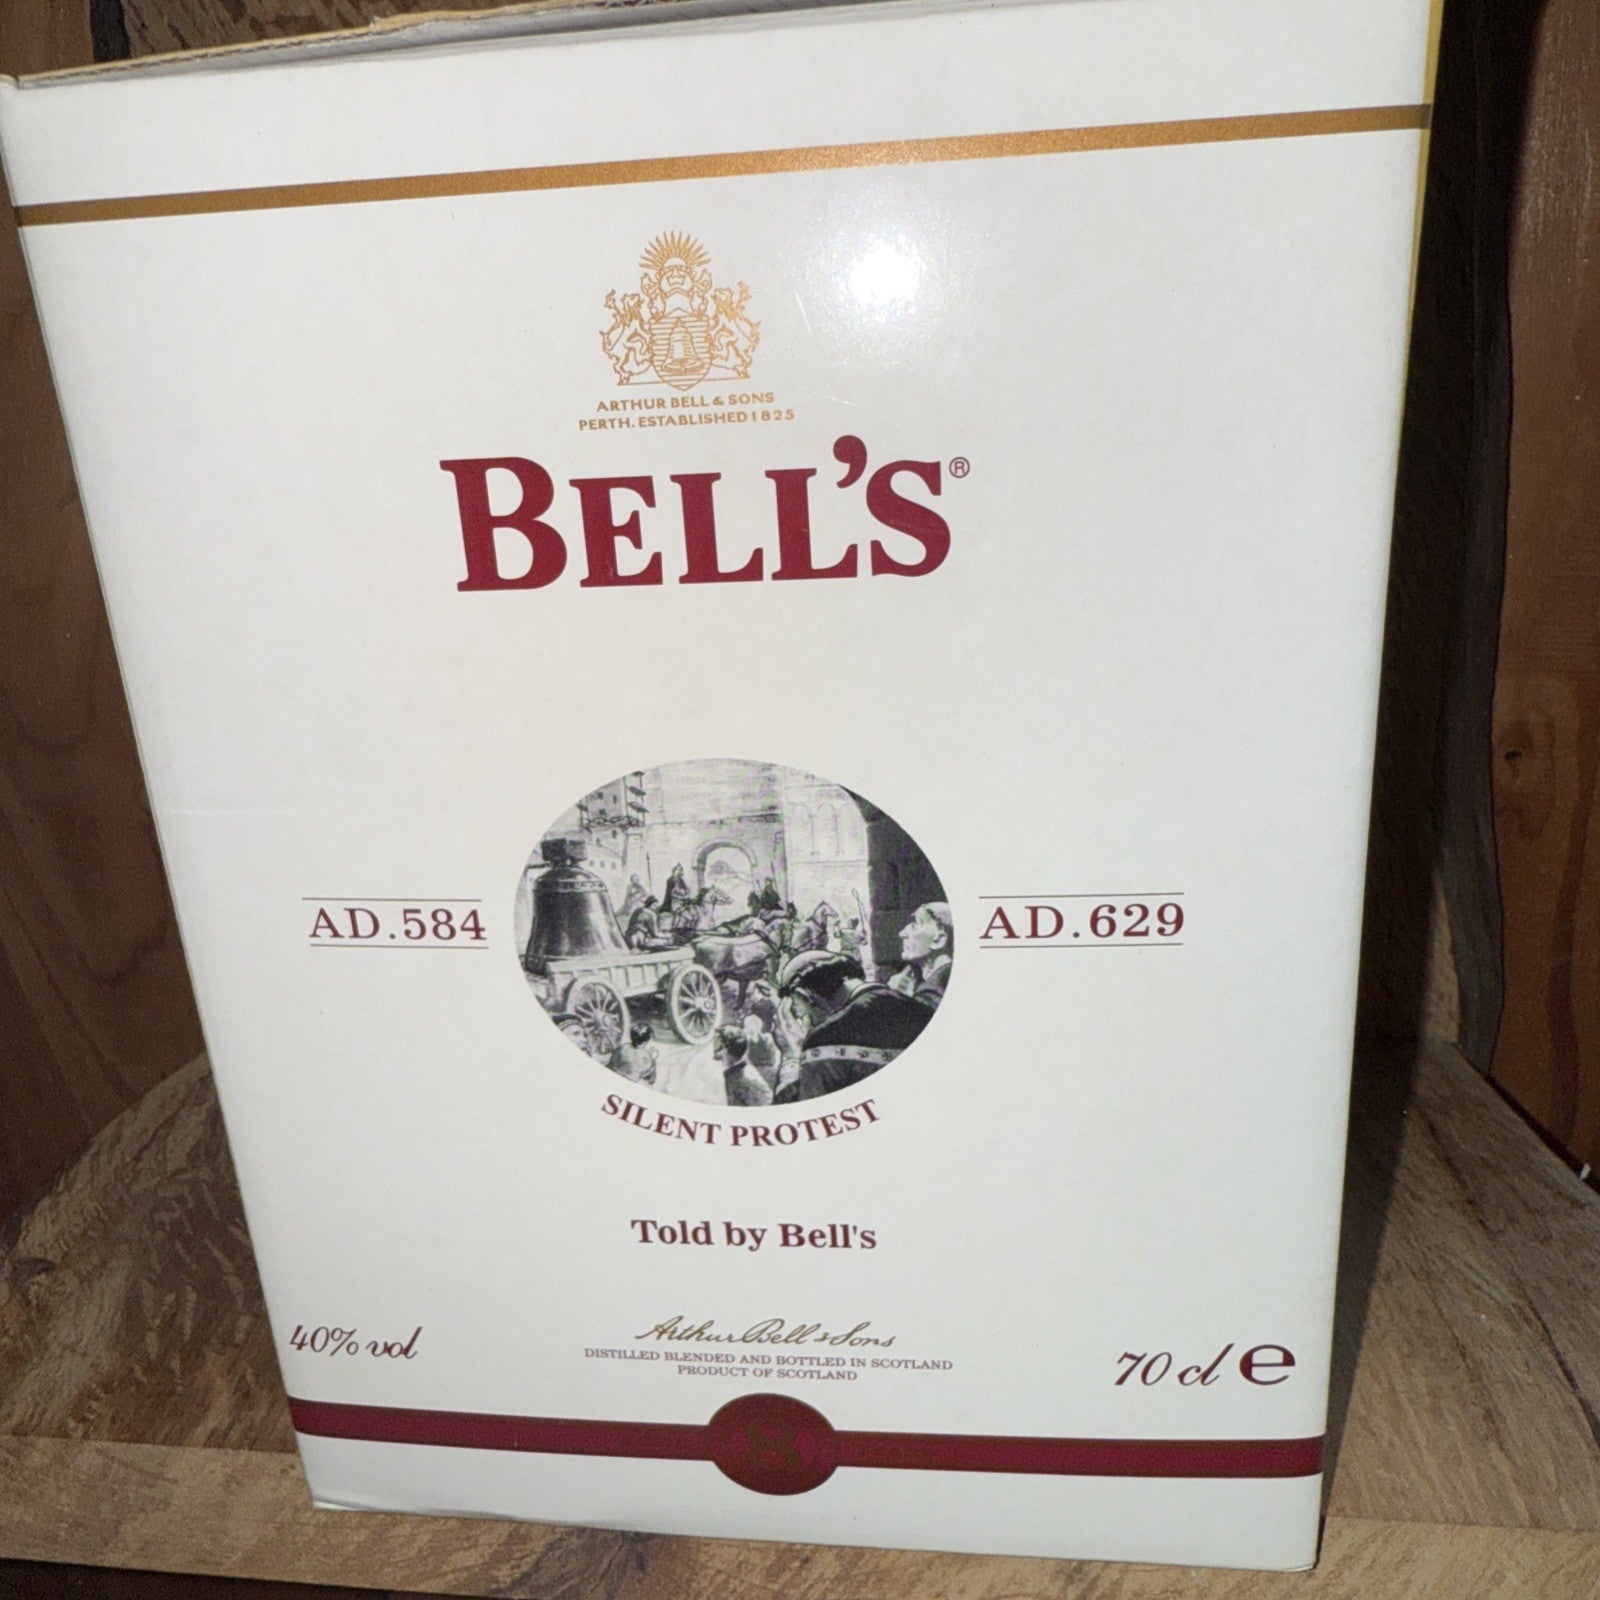 ARTHUR BELL & SONS
PERTH. ESTABLISHED 1825
BELL'S®
AD.584
AD.629
SILENT PROTEST
Told by Bell's
40% vol
Arthur Bell & Sons
DISTILLED BLENDED AND BOTTLED IN SCOTLAND
PRODUCT OF SCOTLAND
70 cl e
8